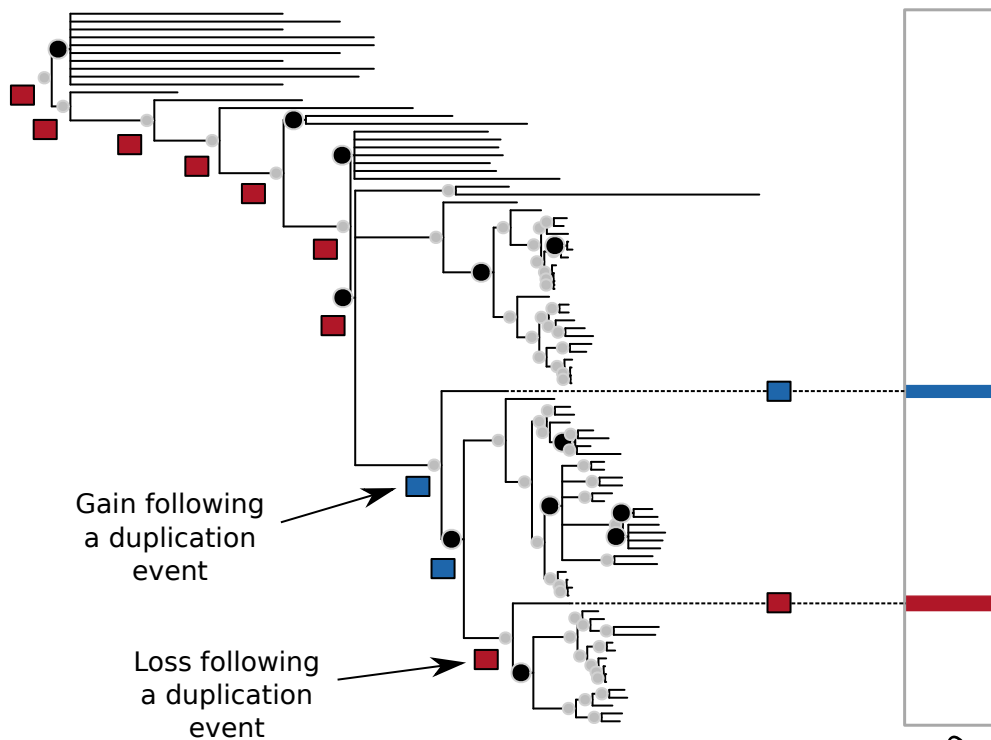 Gain following
a duplication
event
Loss following
a duplication
event